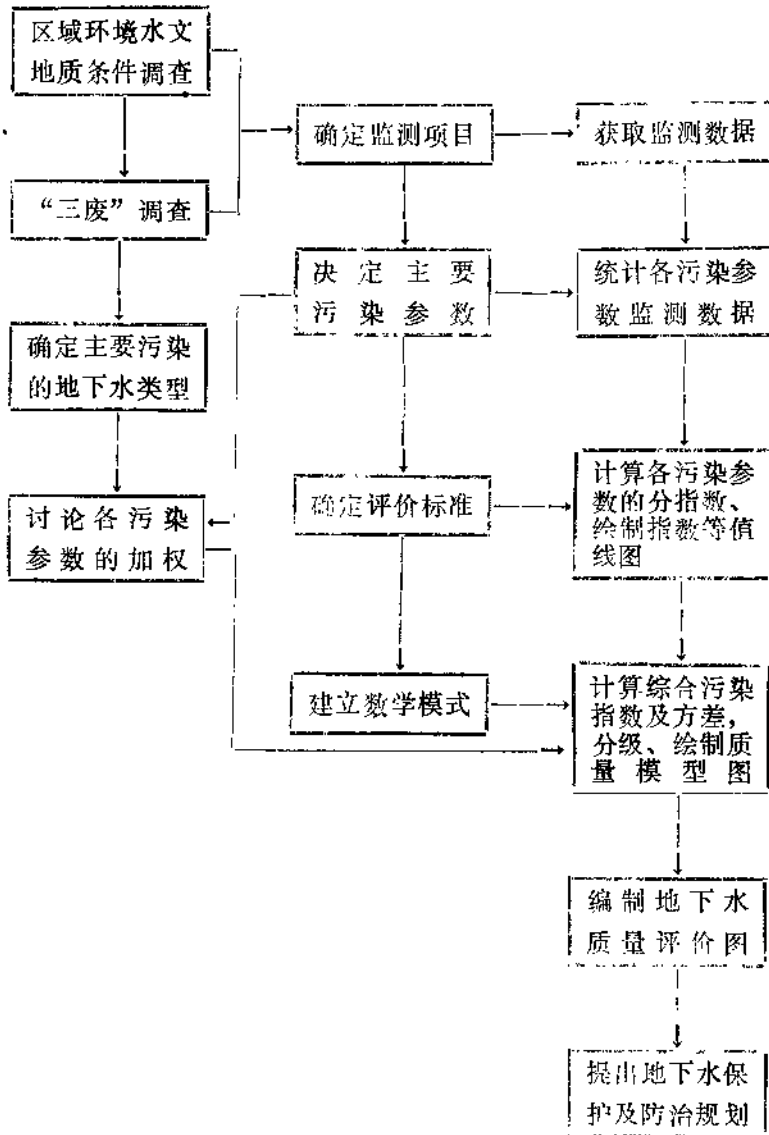 区域环境水文
地质条件调查
确定监测项目
获取监测数据
“三废”调查
决定主要
污染参数
统计各污染参
数监测数据
确定主要污染
的地下水类型
讨论各污染
参数的加权
确定评价标准
计算各污染参
数的分指数、
绘制指数等值
线图
建立数学模式
计算综合污染
指数及方差，
分级、绘制质
量模型图
编制地下水
质量评价图
提出地下水保
护及防治规划